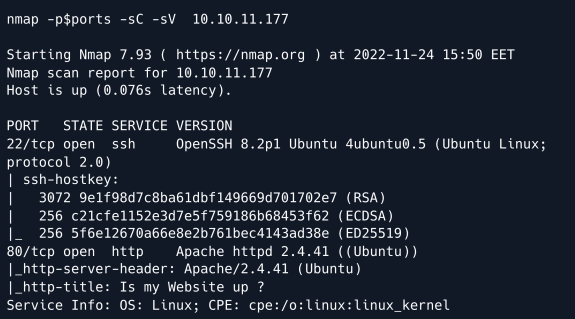 nmap -p$ports -sC -sV  10.10.11.177
Starting Nmap 7.93 ( https://nmap.org ) at 2022-11-24 15:50 EET
Nmap scan report for 10.10.11.177
Host is up (0.076s latency).
PORT   STATE SERVICE VERSION
22/tcp open  ssh     OpenSSH 8.2p1 Ubuntu 4ubuntu0.5 (Ubuntu Linux;
protocol 2.0)
| ssh-hostkey:
|   3072 9e1f98d7c8ba61dbf149669d701702e7 (RSA)
|   256 c21cfe1152e3d7e5f759186b68453f62 (ECDSA)
|_  256 5f6e12670a66e8e2b761bec4143ad38e (ED25519)
80/tcp open  http    Apache httpd 2.4.41 ((Ubuntu))
|_http-server-header: Apache/2.4.41 (Ubuntu)
|_http-title: Is my Website up ?
Service Info: OS: Linux; CPE: cpe:/o:linux:linux_kernel